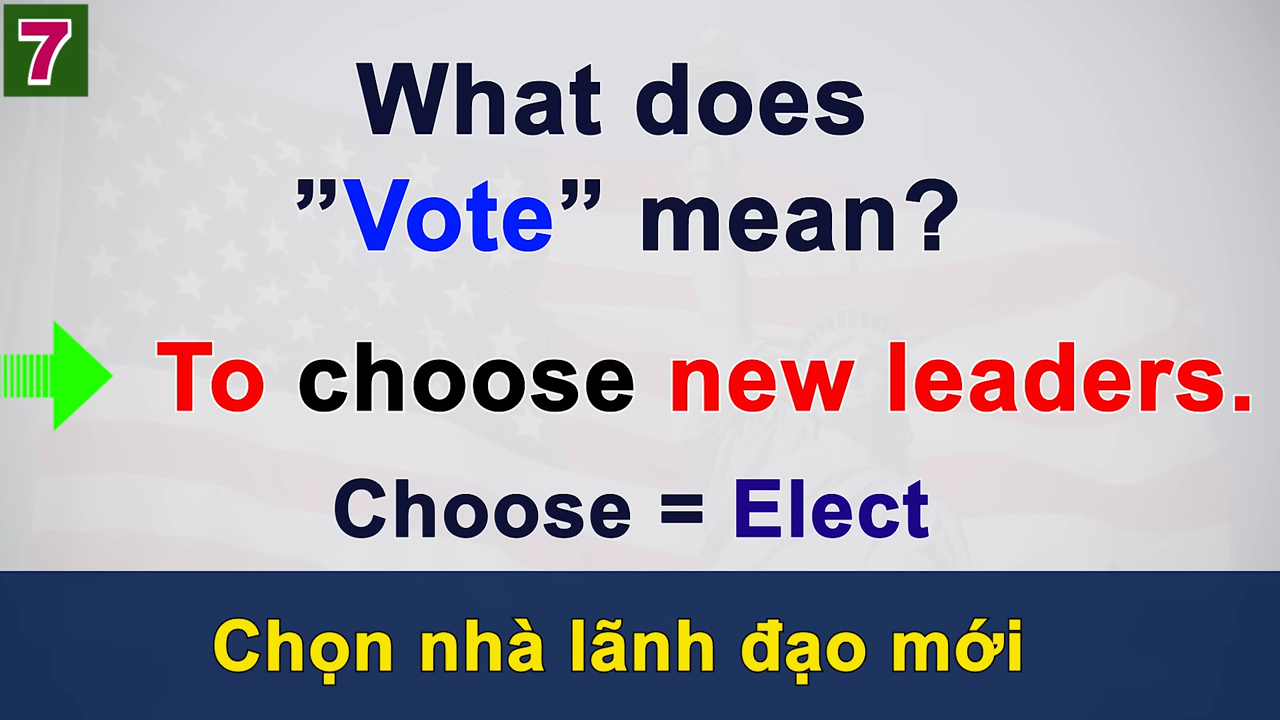 7
What does
”Vote” mean?
To choose new leaders.
Choose = Elect
Chọn nhà lãnh đạo mới